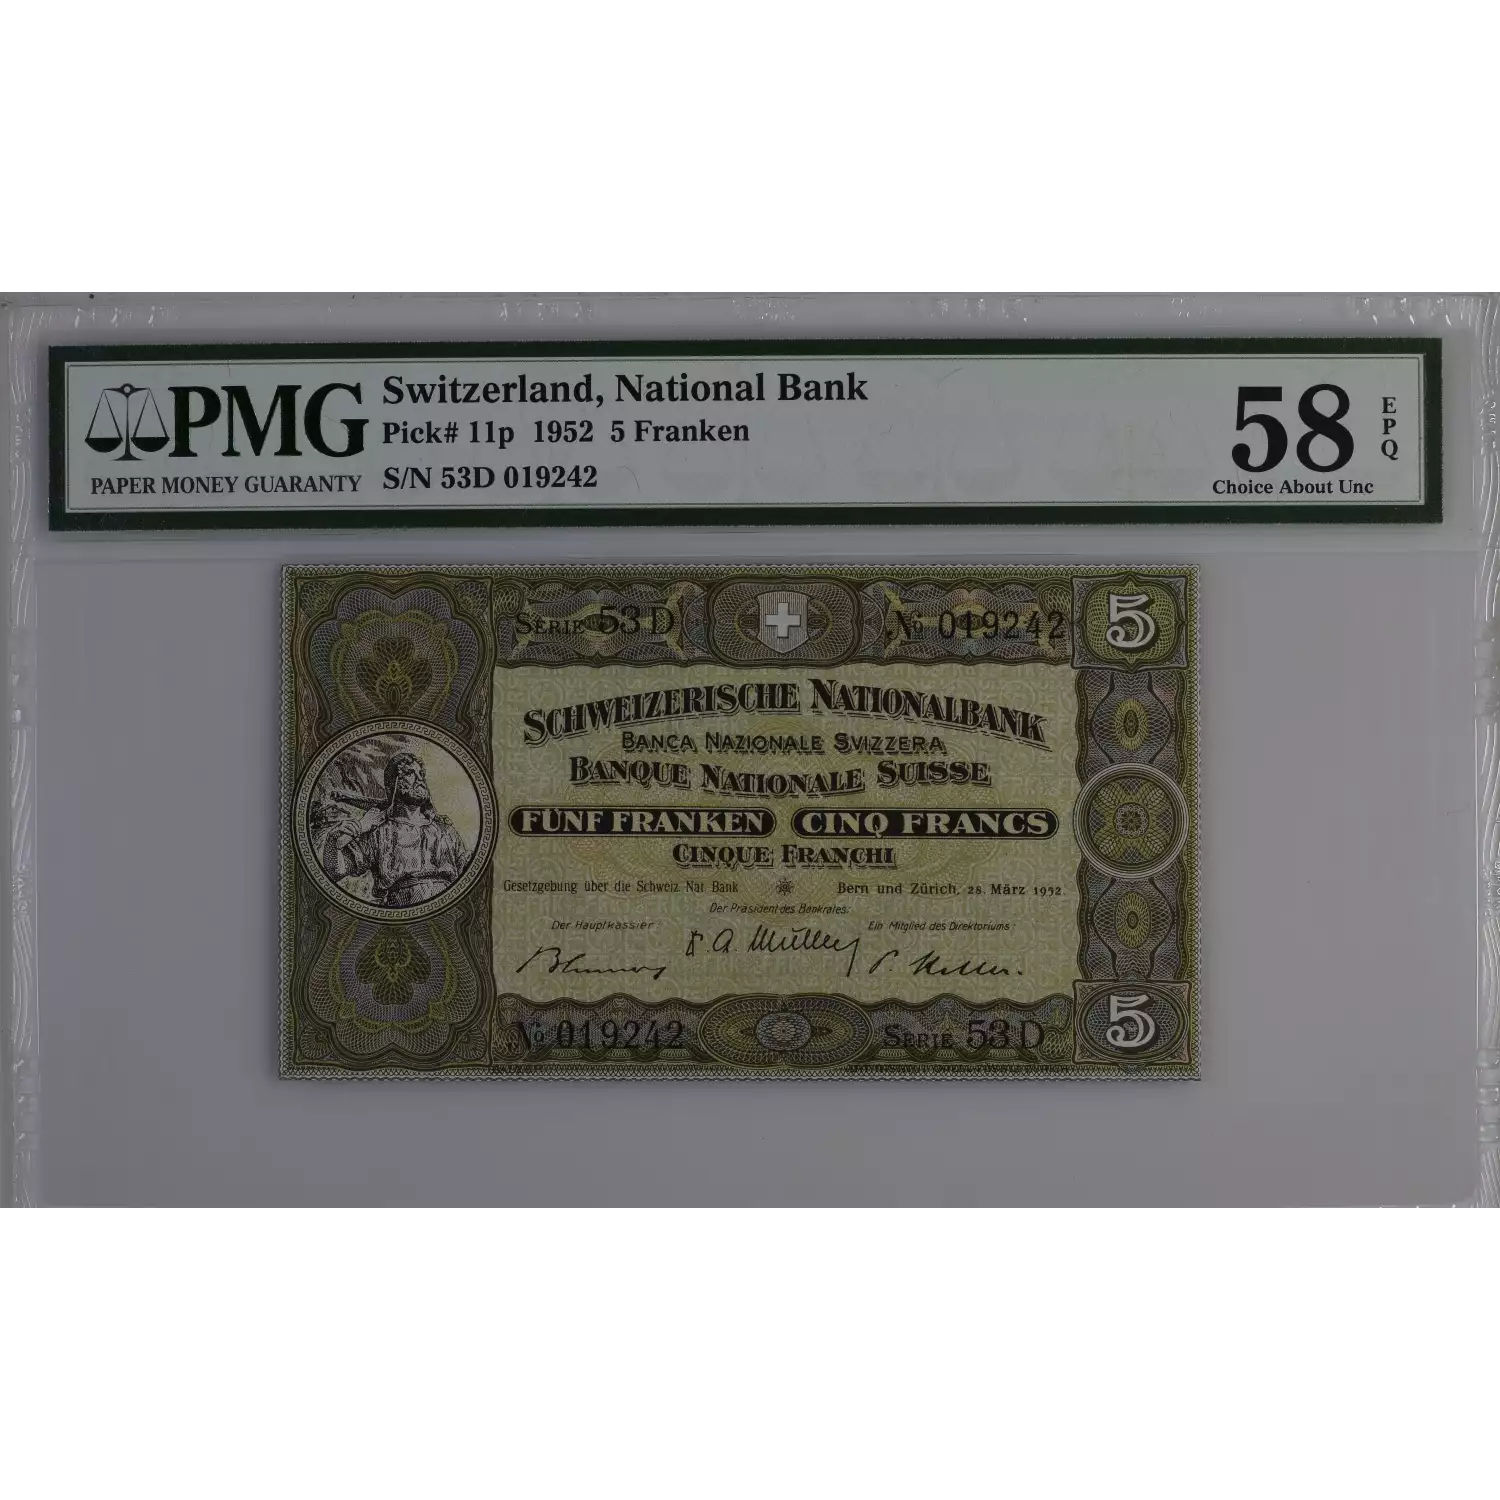 PMG
PAPER MONEY GUARANTY
Switzerland, National Bank
Pick# 11p 1952 5 Franken
S/N 53D 019242
58
EPQ
Choice About Unc
SERIE 53 D
No 019242
5
SCHWEIZERISCHE NATIONALBANK
BANCA NAZIONALE SVIZZERA
BANQUE NATIONALE SUISSE
FÜNF FRANKEN CINQ FRANCS
CINQUE FRANCHI
Gesetzgebung über die Schweiz Nat Bank
Bern und Zürich, 28. März 1952.
Der Präsident des Bankrates:
Der Hauptkassier:
Ein Mitglied des Direktoriums:
No 019242
SERIE 53 D
5